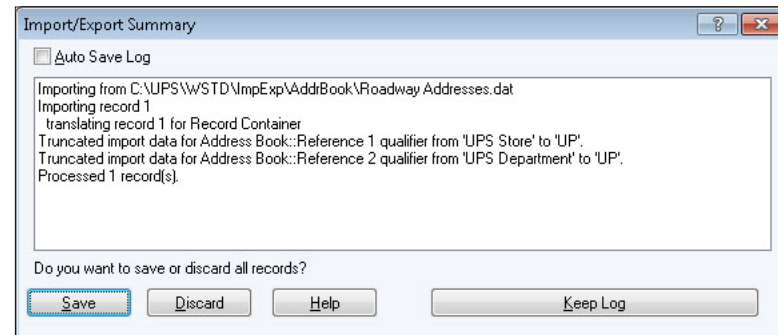 Import/Export Summary
Auto Save Log
Importing from C:\UPS\WSTD\ImpExp\AddrBook\Roadway Addresses.dat
Importing record 1
translating record 1 for Record Container
Truncated import data for Address Book::Reference 1 qualifier from 'UPS Store' to 'UP'.
Truncated import data for Address Book::Reference 2 qualifier from 'UPS Department' to 'UP'.
Processed 1 record(s).
Do you want to save or discard all records?
Save Discard Help Keep Log